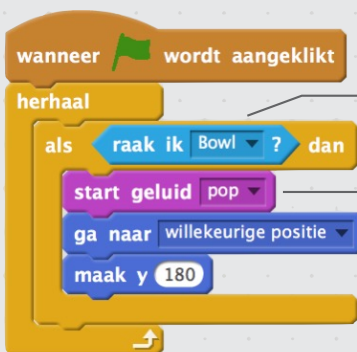 wanneer wordt aangeklikt
herhaal
als raak ik Bowl ? dan
start geluid pop
ga naar willekeurige positie
maak y 180